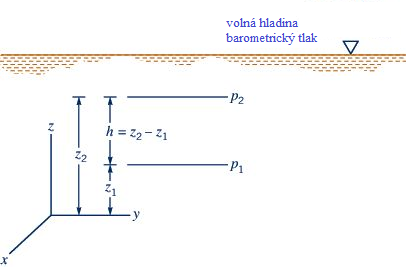 volná hladina
barometrický tlak
p₂
z
h = z₂ – z₁
z₂
p₁
z₁
y
x